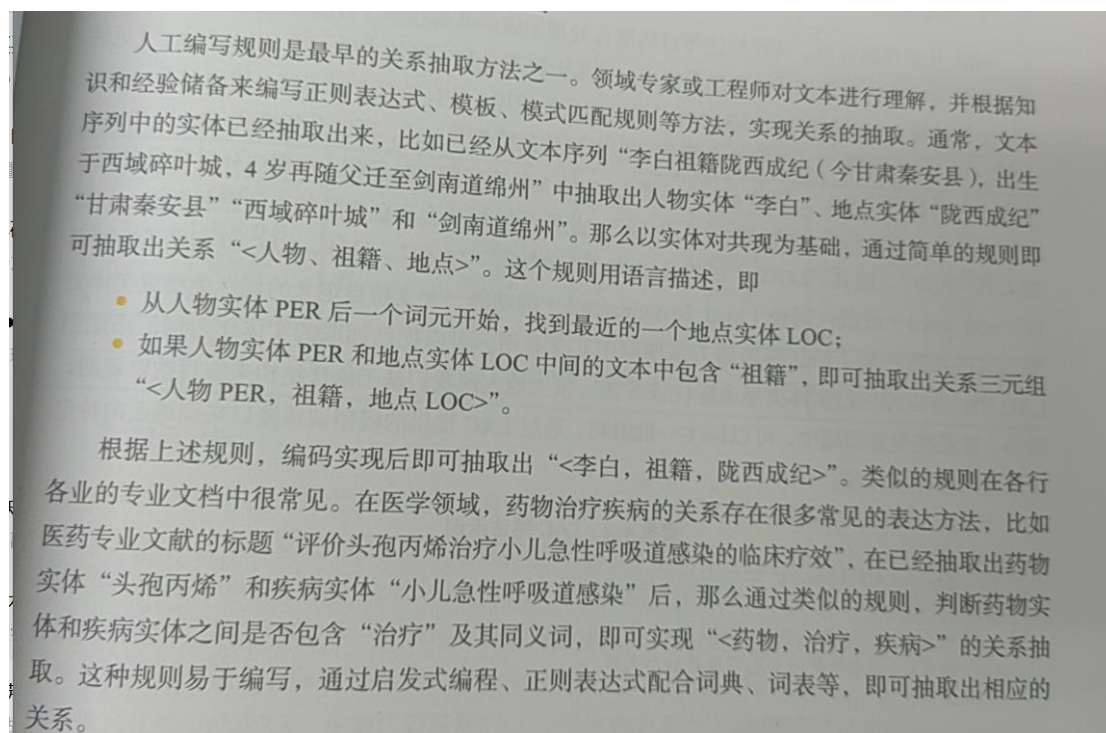 人工编写规则是最早的关系抽取方法之一。领域专家或工程师对文本进行理解，并根据知
识和经验储备来编写正则表达式、模板、模式匹配规则等方法，实现关系的抽取。通常，文本
序列中的实体已经抽取出来，比如已经从文本序列“李白祖籍陇西成纪（今甘肃秦安县），出生
于西域碎叶城，4 岁再随父迁至剑南道绵州”中抽取出人物实体“李白”、地点实体“陇西成纪”
“甘肃秦安县”“西域碎叶城”和“剑南道绵州”。那么以实体对共现为基础，通过简单的规则即
可抽取出关系“<人物、祖籍、地点>”。这个规则用语言描述，即
• 从人物实体 PER 后一个词元开始，找到最近的一个地点实体 LOC；
• 如果人物实体 PER 和地点实体 LOC 中间的文本中包含“祖籍”，即可抽取出关系三元组
“<人物 PER，祖籍，地点 LOC>”。
根据上述规则，编码实现后即可抽取出“<李白，祖籍，陇西成纪>”。类似的规则在各行
各业的专业文档中很常见。在医学领域，药物治疗疾病的关系存在很多常见的表达方法，比如
医药专业文献的标题“评价头孢丙烯治疗小儿急性呼吸道感染的临床疗效”，在已经抽取出药物
实体“头孢丙烯”和疾病实体“小儿急性呼吸道感染”后，那么通过类似的规则，判断药物实
体和疾病实体之间是否包含“治疗”及其同义词，即可实现“<药物，治疗，疾病>”的关系抽
取。这种规则易于编写，通过启发式编程、正则表达式配合词典、词表等，即可抽取出相应的
关系。